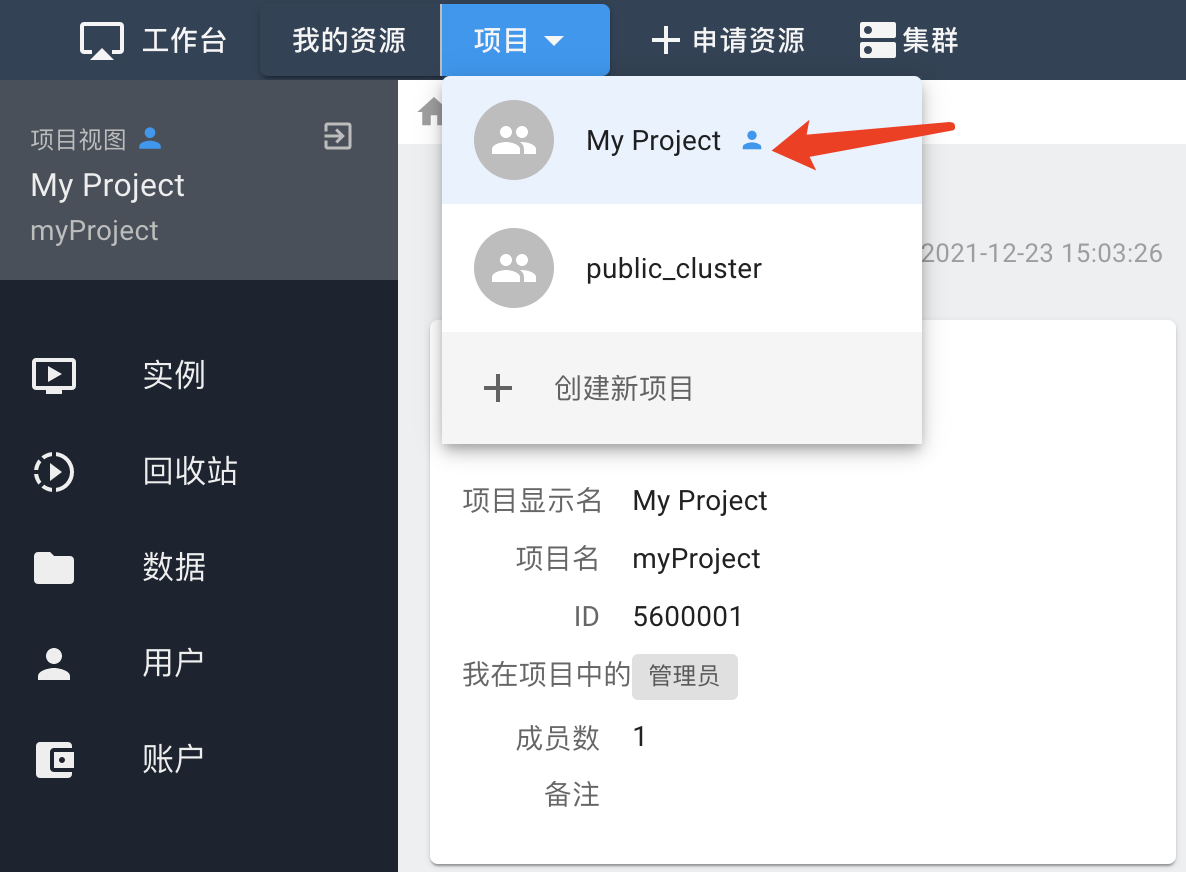 工作台
我的资源
项目
申请资源
集群
项目视图
My Project
myProject
实例
回收站
数据
用户
账户
My Project
public_cluster
创建新项目
2021-12-23 15:03:26
项目显示名 My Project
项目名 myProject
ID 5600001
我在项目中的 管理员
成员数 1
备注